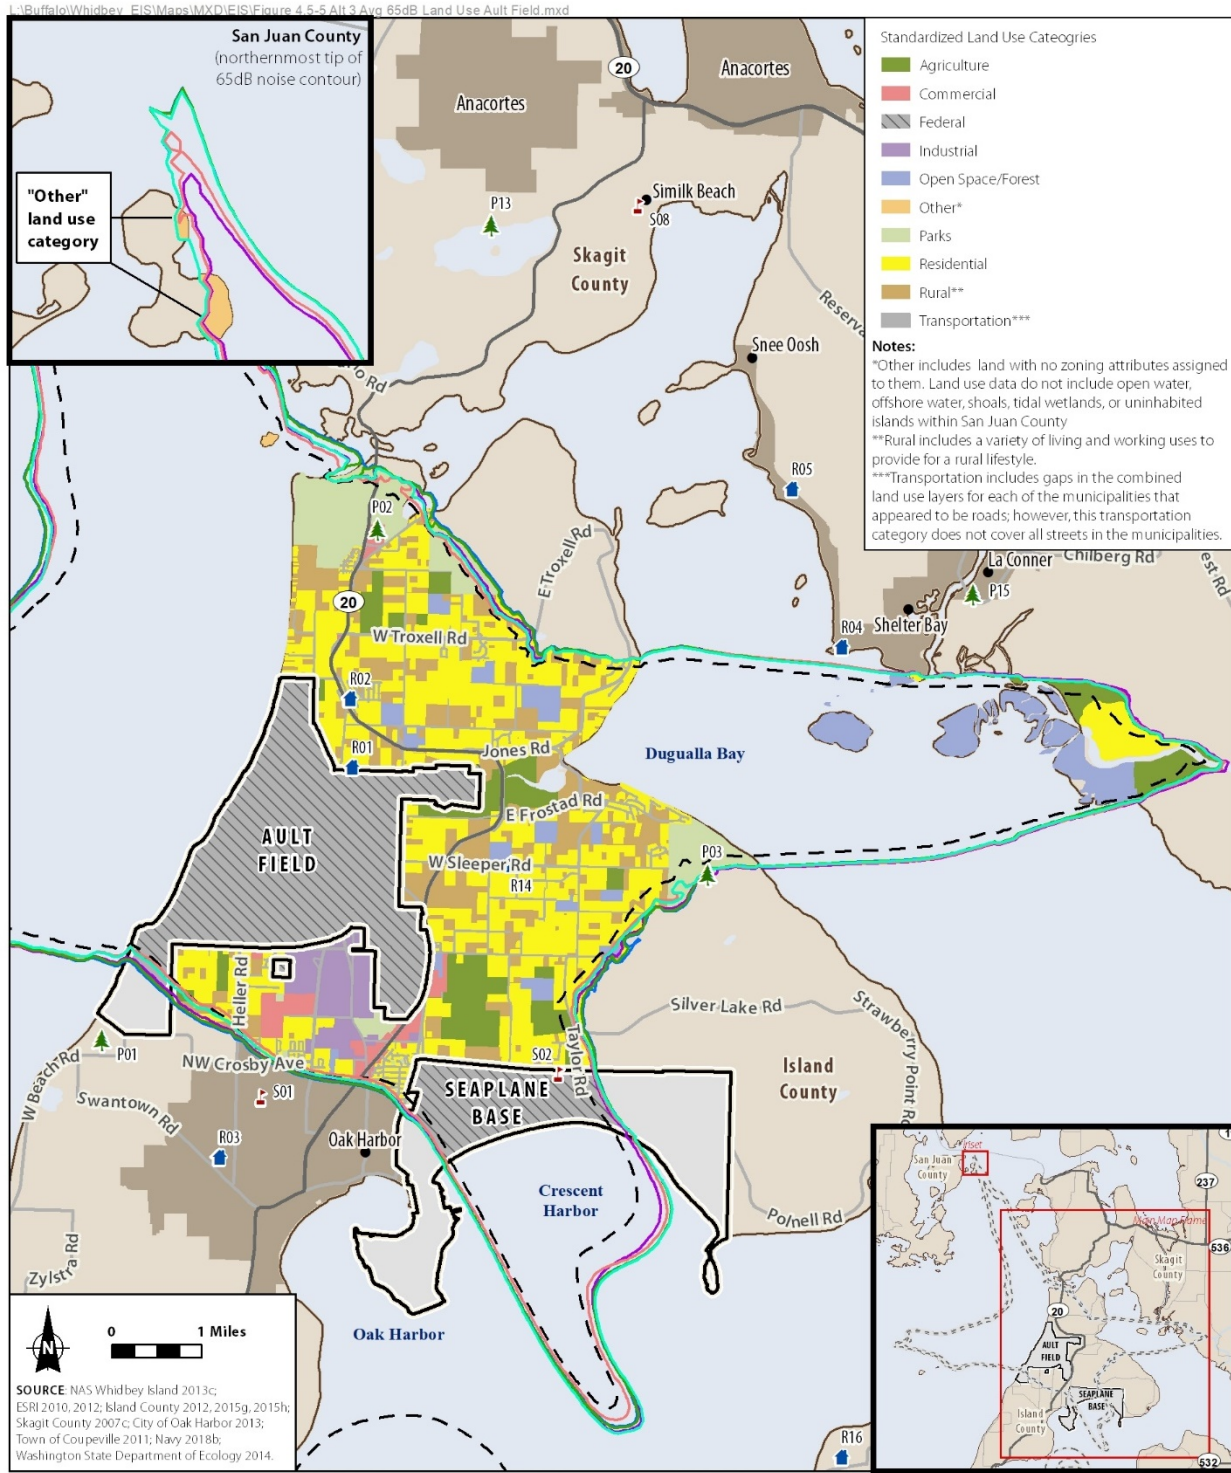 L:\Buffalo\Whidbey_EIS\Maps\MXD\EIS\Figure 4.5-5 Alt 3 Avg 65dB Land Use Ault Field.mxd
San Juan County
(northernmost tip of
65dB noise contour)
"Other"
land use
category
20
Anacortes
Anacortes
P13
Similk Beach
S08
Skagit
County
Snee Oosh
R05
P02
E Troxell Rd
20
W Troxell Rd
R04
Shelter Bay
La Conner
Chilberg Rd
P15
R02
R01
Jones Rd
Dugualla Bay
E Frostad Rd
AULT
FIELD
W Sleeper Rd
R14
P03
Heller Rd
Silver Lake Rd
Strawberry Point Ro
Taylor Rd
S02
Island
County
P01
W Beach Rd
NW Crosby Ave
S01
Swantown Rd
R03
Oak Harbor
SEAPLANE
BASE
Crescent
Harbor
Polnell Rd
Zylstra Rd
Oak Harbor
R16
Standardized Land Use Cateogries
Agriculture
Commercial
Federal
Industrial
Open Space/Forest
Other*
Parks
Residential
Rural**
Transportation***
Notes:
*Other includes land with no zoning attributes assigned
to them. Land use data do not include open water,
offshore water, shoals, tidal wetlands, or uninhabited
islands within San Juan County
**Rural includes a variety of living and working uses to
provide for a rural lifestyle.
***Transportation includes gaps in the combined
land use layers for each of the municipalities that
appeared to be roads; however, this transportation
category does not cover all streets in the municipalities.
N
0 1 Miles
SOURCE: NAS Whidbey Island 2013c;
ESRI 2010, 2012; Island County 2012, 2015g, 2015h;
Skagit County 2007c; City of Oak Harbor 2013;
Town of Coupeville 2011; Navy 2018b;
Washington State Department of Ecology 2014.
Inset
San Juan
County
237
Main Map Frame
536
Skagit
County
20
AULT
FIELD
SEAPLANE
BASE
Island
County
532